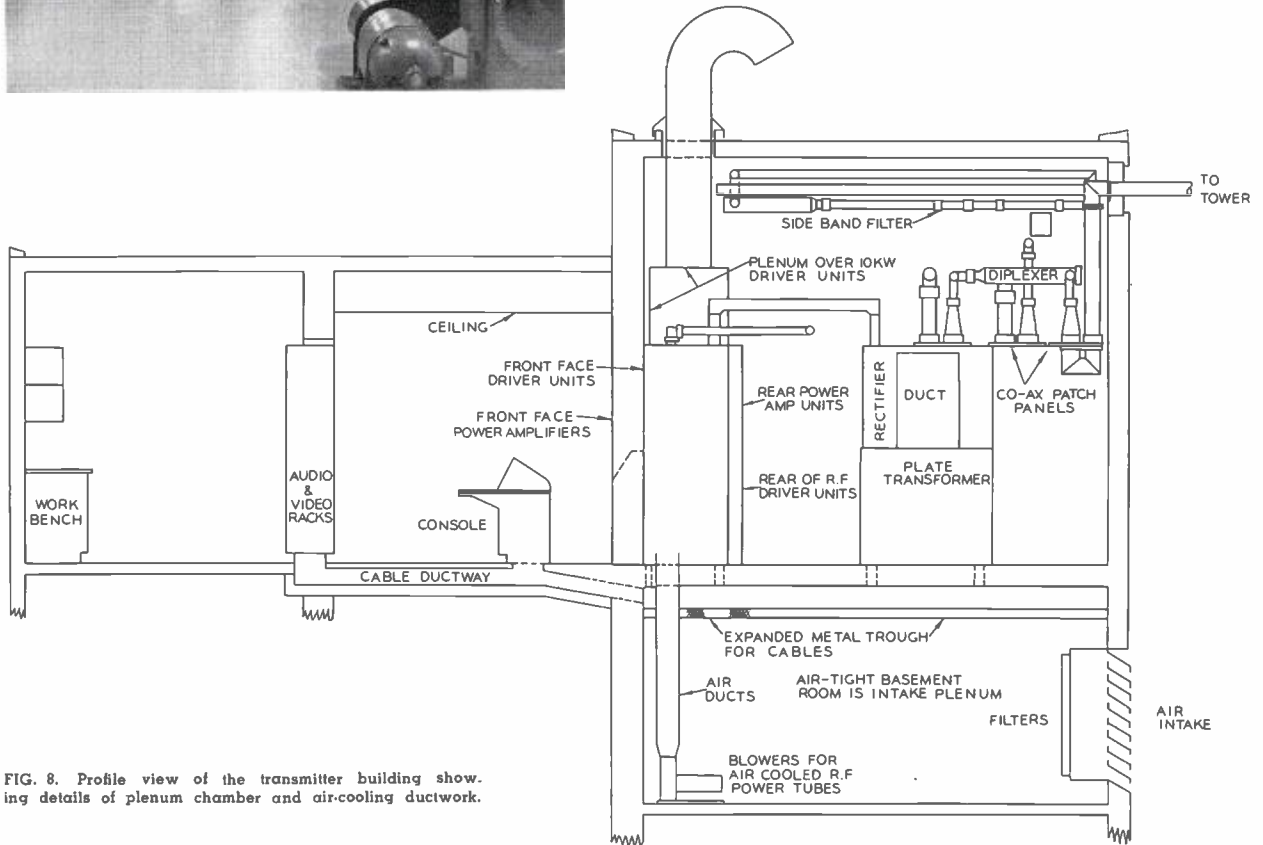 TO
TOWER
SIDE BAND FILTER
PLENUM OVER 10KW
DRIVER UNITS
DIPLEXER
CEILING
FRONT FACE
DRIVER UNITS
RECTIFIER
DUCT
CO-AX PATCH
PANELS
REAR POWER
AMP UNITS
FRONT FACE
POWER AMPLIFIERS
PLATE
TRANSFORMER
AUDIO
&
VIDEO
RACKS
REAR OF R.F
DRIVER UNITS
WORK
BENCH
CONSOLE
CABLE DUCTWAY
EXPANDED METAL TROUGH
FOR CABLES
AIR
DUCTS
AIR-TIGHT BASEMENT
ROOM IS INTAKE PLENUM
FILTERS
AIR
INTAKE
BLOWERS FOR
AIR COOLED R.F
POWER TUBES
FIG. 8. Profile view of the transmitter building show-
ing details of plenum chamber and air-cooling ductwork.